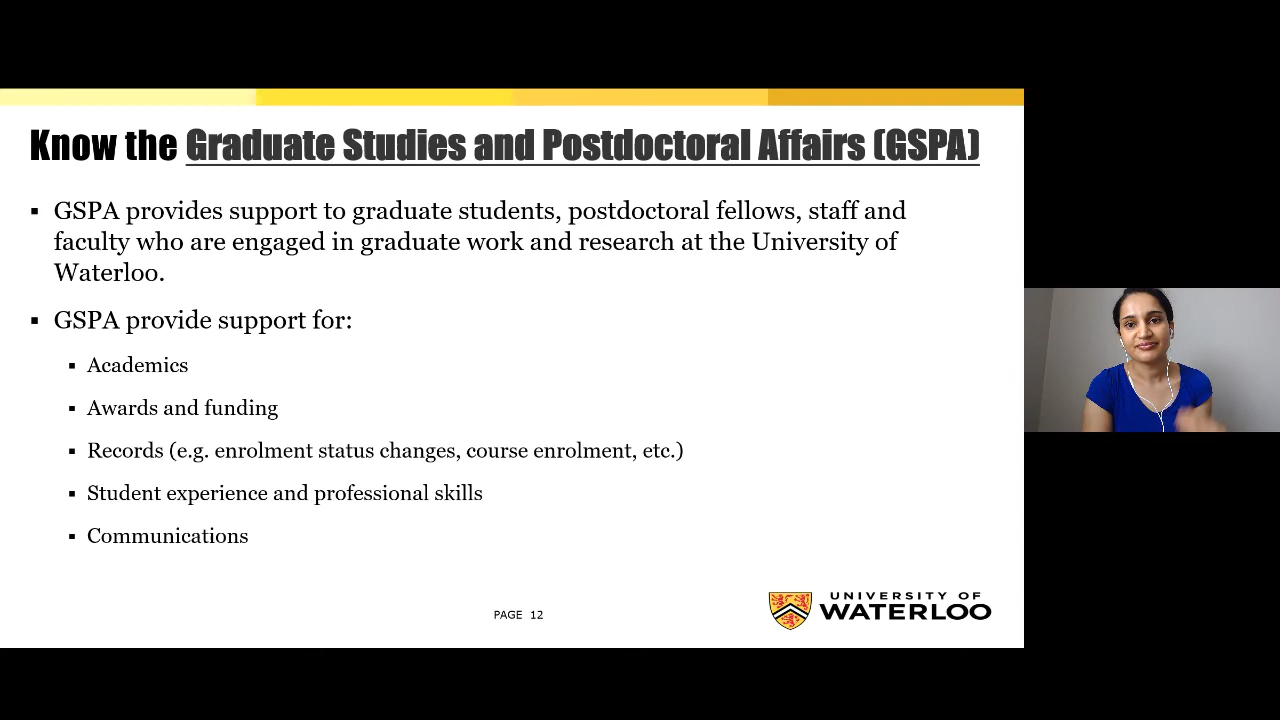 Know the Graduate Studies and Postdoctoral Affairs (GSPA)
▪ GSPA provides support to graduate students, postdoctoral fellows, staff and
faculty who are engaged in graduate work and research at the University of
Waterloo.
▪ GSPA provide support for:
▪ Academics
▪ Awards and funding
▪ Records (e.g. enrolment status changes, course enrolment, etc.)
▪ Student experience and professional skills
▪ Communications
PAGE 12
UNIVERSITY OF
WATERLOO